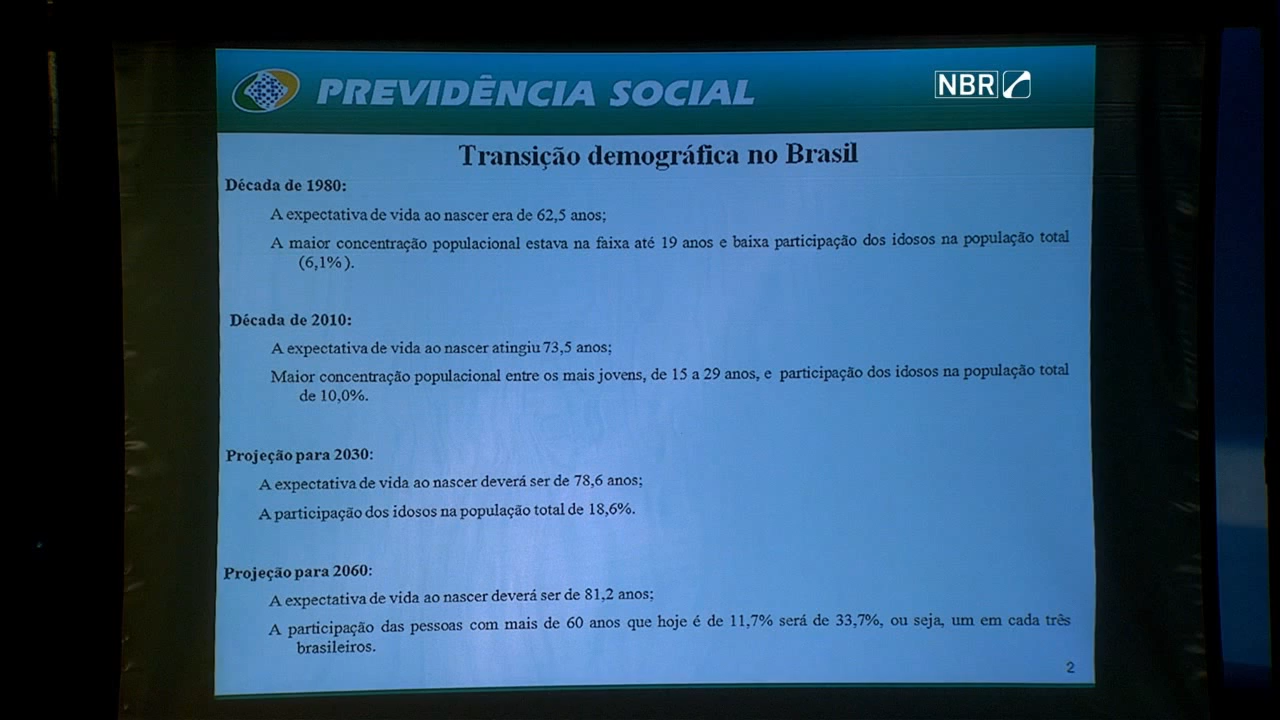 PREVIDÊNCIA SOCIAL
NBR
Transição demográfica no Brasil
Década de 1980:
A expectativa de vida ao nascer era de 62,5 anos;
A maior concentração populacional estava na faixa até 19 anos e baixa participação dos idosos na população total
(6,1%).
Década de 2010:
A expectativa de vida ao nascer atingiu 73,5 anos;
Maior concentração populacional entre os mais jovens, de 15 a 29 anos, e participação dos idosos na população total
de 10,0%.
Projeção para 2030:
A expectativa de vida ao nascer deverá ser de 78,6 anos;
A participação dos idosos na população total de 18,6%.
Projeção para 2060:
A expectativa de vida ao nascer deverá ser de 81,2 anos;
A participação das pessoas com mais de 60 anos que hoje é de 11,7% será de 33,7%, ou seja, um em cada três
brasileiros.
2